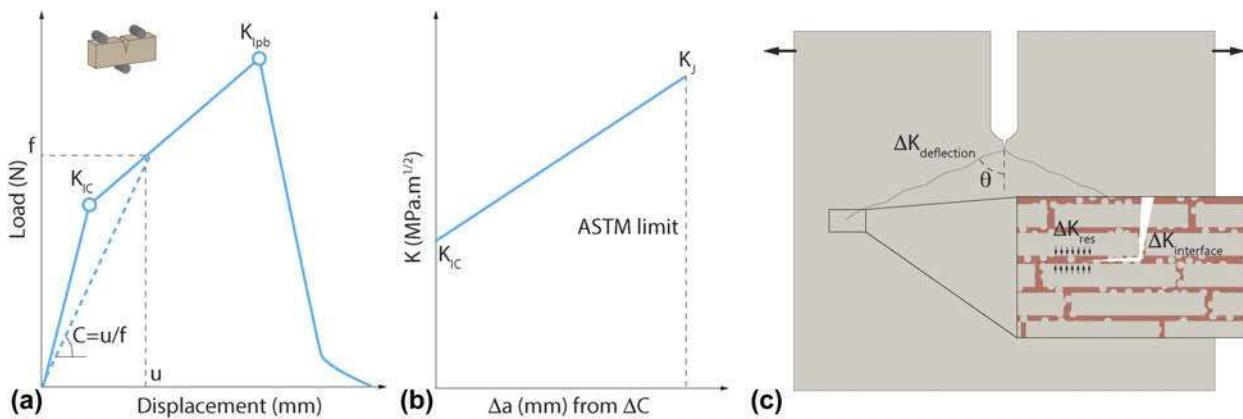 K_Ipb
f
K_IC
Load (N)
C=u/f
u
(a)
Displacement (mm)
K_J
K (MPa.m^1/2)
ASTM limit
K_IC
(b)
Δa (mm) from ΔC
ΔK_deflection
θ
ΔK_res
ΔK_interface
(c)